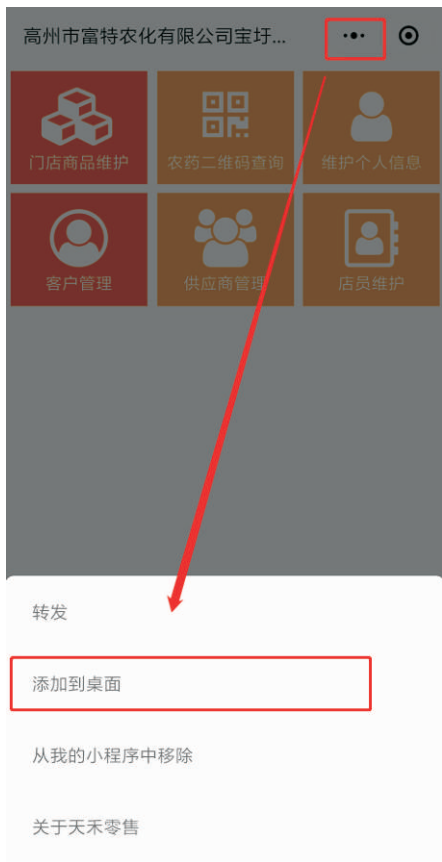 高州市富特农化有限公司宝圩...
门店商品维护
农药二维码查询
维护个人信息
客户管理
供应商管理
店员维护
转发
添加到桌面
从我的小程序中移除
关于天禾零售